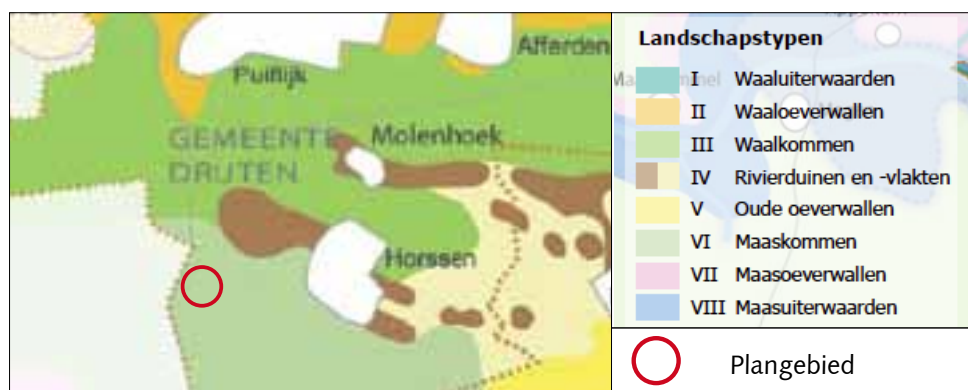 Puiflijk
Afferden
GEMEENTE
DRUTEN
Molenhoek
Horssen
Landschapstypen
I Waaluiterwaarden
II Waaloeverwallen
III Waalkommen
IV Rivierduinen en -vlakten
V Oude oeverwallen
VI Maaskommen
VII Maasoeverwallen
VIII Maasuiterwaarden
Plangebied